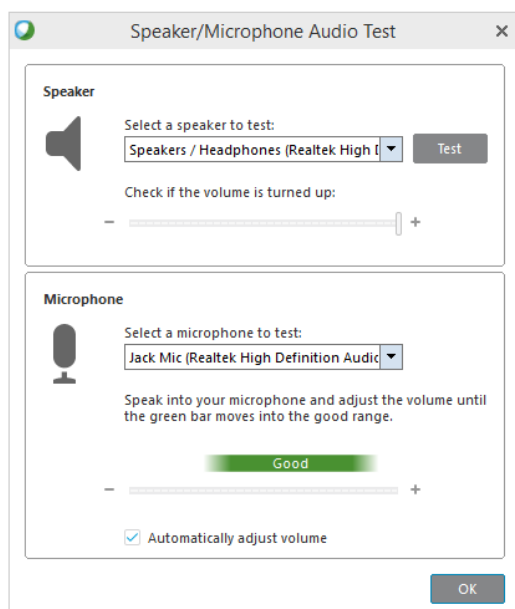 Speaker/Microphone Audio Test
Speaker
Select a speaker to test:
Speakers / Headphones (Realtek High D
Test
Check if the volume is turned up:
− +
Microphone
Select a microphone to test:
Jack Mic (Realtek High Definition Audio
Speak into your microphone and adjust the volume until
the green bar moves into the good range.
Good
− +
Automatically adjust volume
OK